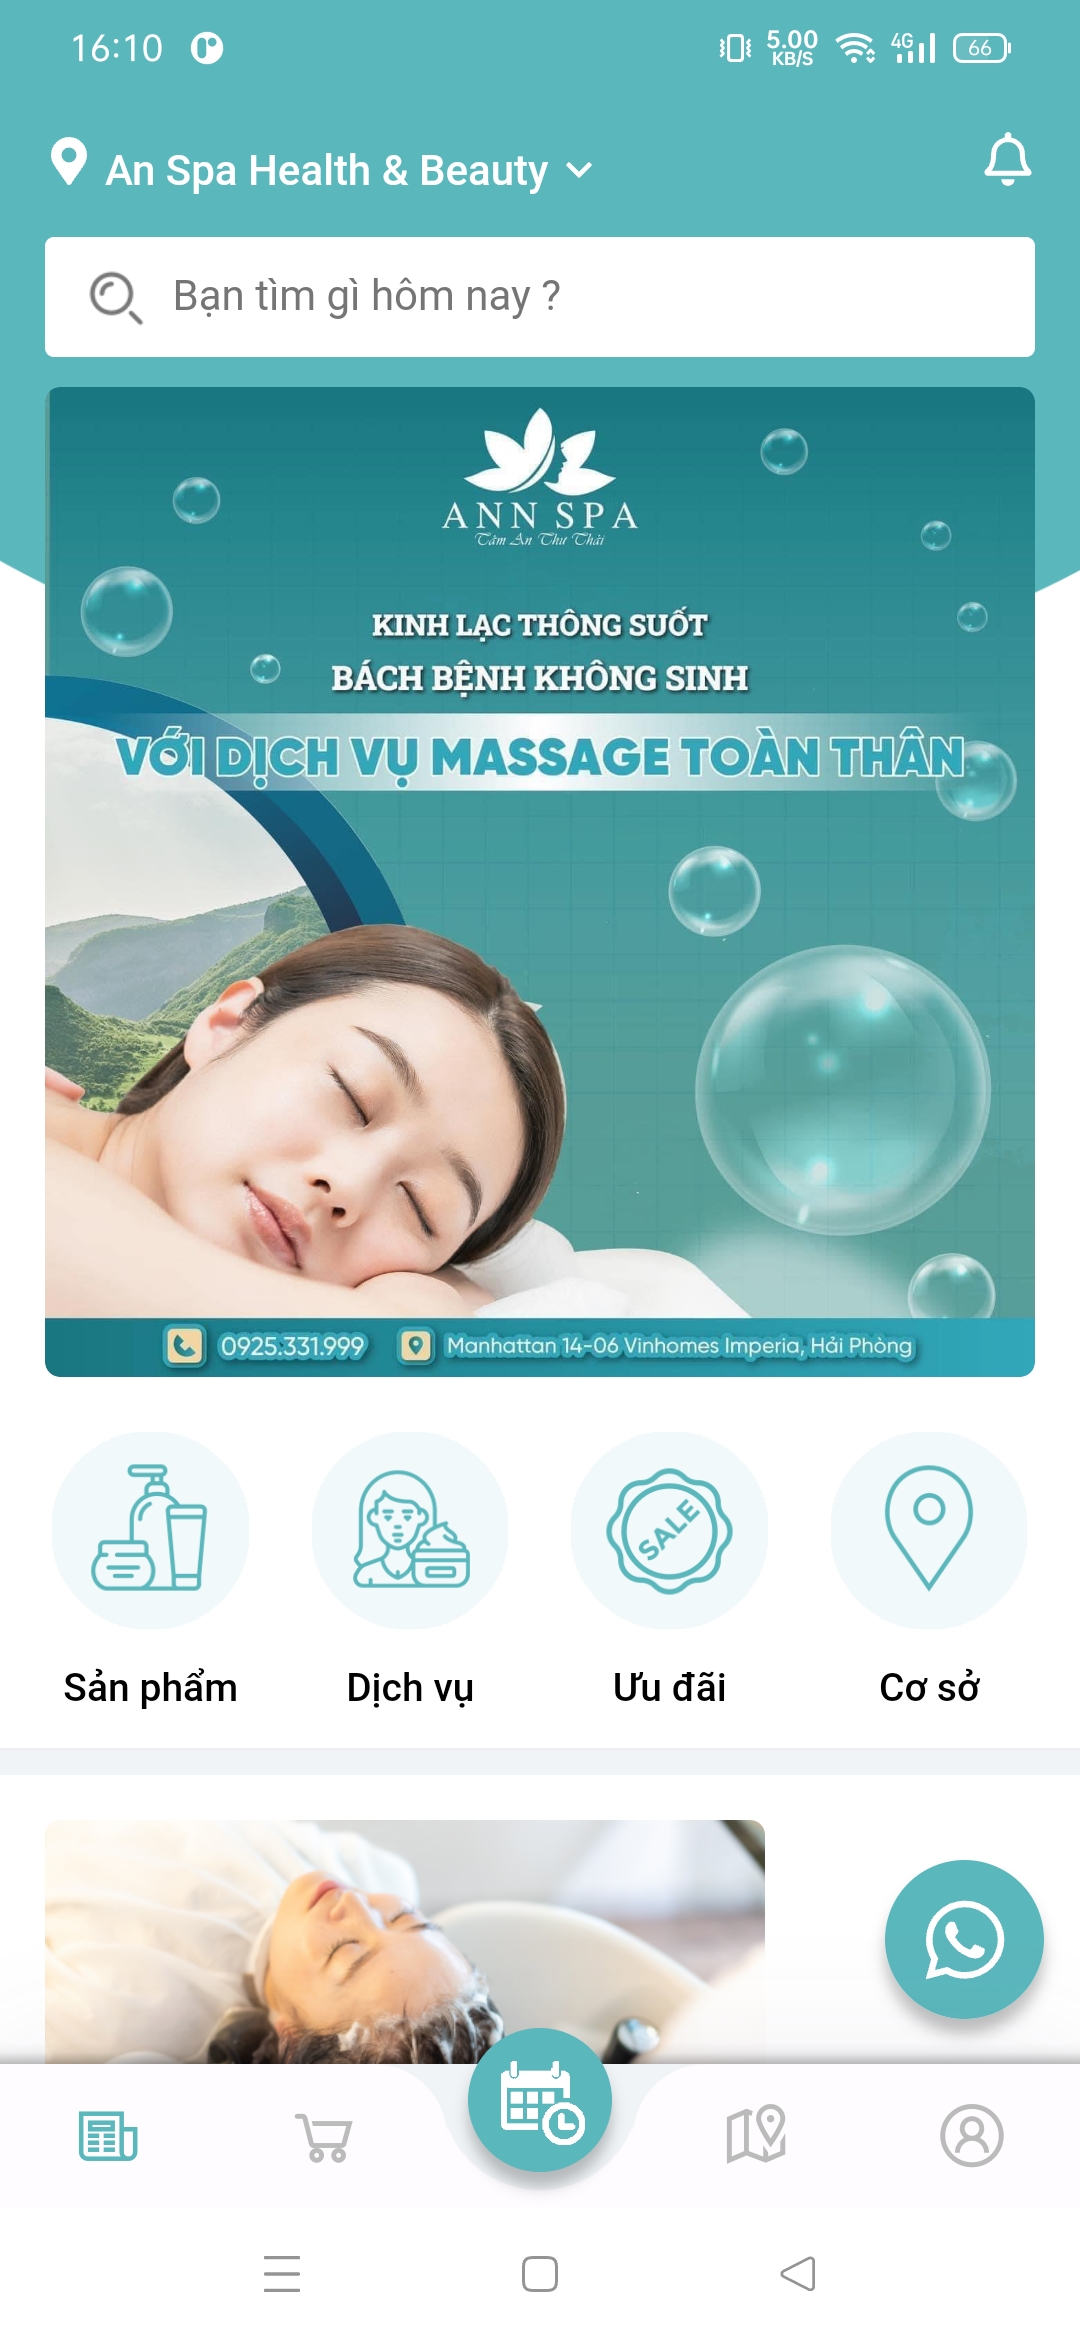 16:10
5.00
KB/S
4G
66
An Spa Health & Beauty
Bạn tìm gì hôm nay ?
ANN SPA
Tâm An Thư Thái
KINH LẠC THÔNG SUỐT
BÁCH BỆNH KHÔNG SINH
VỚI DỊCH VỤ MASSAGE TOÀN THÂN
0925.331.999
Manhattan 14-06 Vinhomes Imperia, Hải Phòng
SALE
Sản phẩm
Dịch vụ
Ưu đãi
Cơ sở